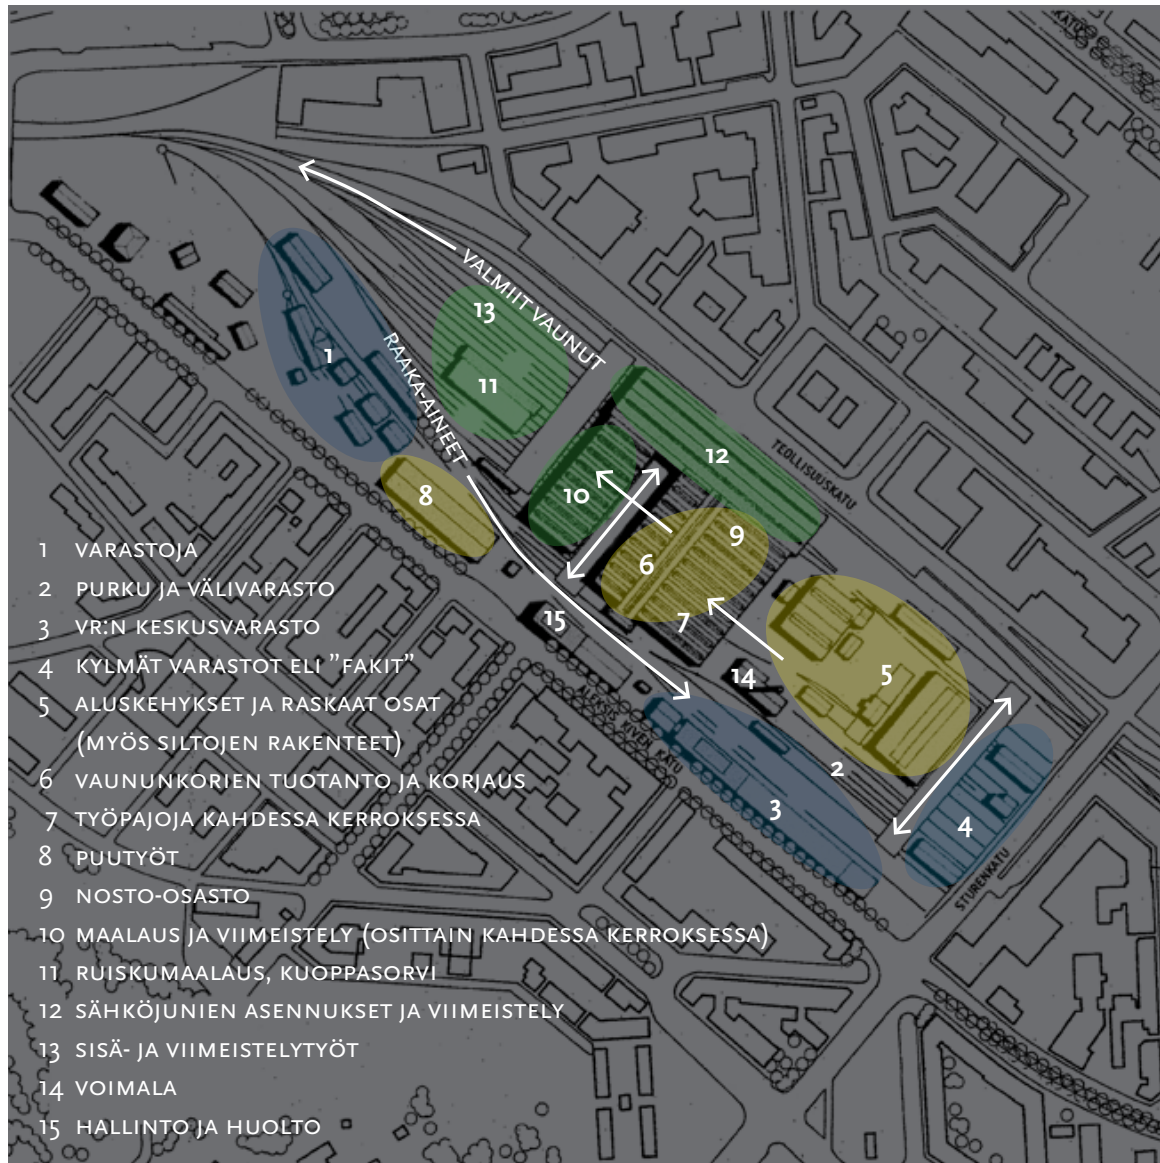 VALMIIT VAUNUT
13
RAAKA-AINEET
1
11
12
TEOLLISUUSKATU
8
10
9
6
15
7
14
5
ALEKSIS KIVEN KATU
2
3
4
STURENKATU
1 VARASTOJA
2 PURKU JA VÄLIVARASTO
3 VR:N KESKUSVARASTO
4 KYLMÄT VARASTOT ELI ”FAKIT”
5 ALUSKEHYKSET JA RASKAAT OSAT
(MYÖS SILTOJEN RAKENTEET)
6 VAUNUNKORIEN TUOTANTO JA KORJAUS
7 TYÖPAJOJA KAHDESSA KERROKSESSA
8 PUUTYÖT
9 NOSTO-OSASTO
10 MAALAUS JA VIIMEISTELY (OSITTAIN KAHDESSA KERROKSESSA)
11 RUISKUMAALAUS, KUOPPASORVI
12 SÄHKÖJUNIEN ASENNUKSET JA VIIMEISTELY
13 SISÄ- JA VIIMEISTELYTYÖT
14 VOIMALA
15 HALLINTO JA HUOLTO